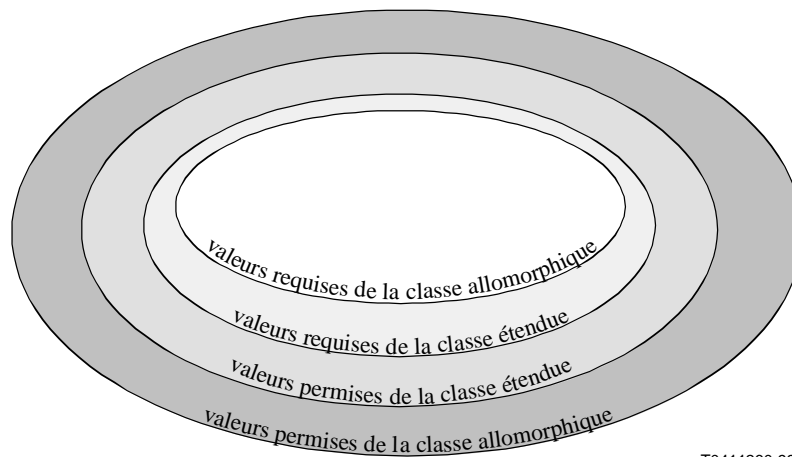 valeurs requises de la classe allomorphique
valeurs requises de la classe étendue
valeurs permises de la classe étendue
valeurs permises de la classe allomorphique